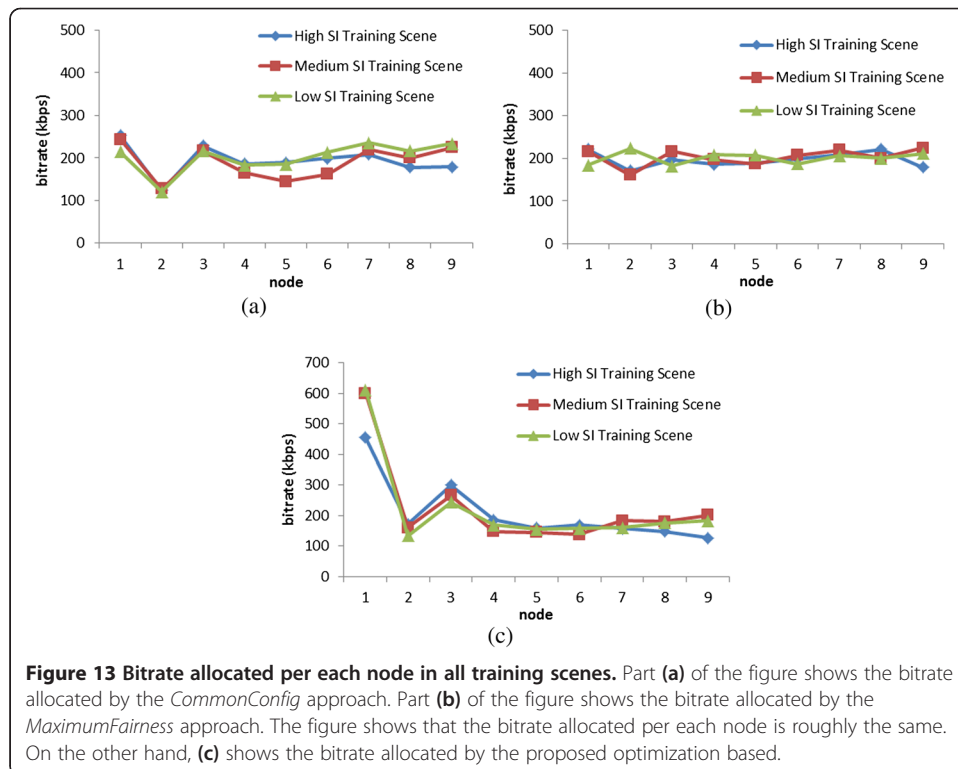 500
400
300
200
100
0
bitrate (kbps)
High SI Training Scene
Medium SI Training Scene
Low SI Training Scene
1 2 3 4 5 6 7 8 9
node
(a)
500
400
300
200
100
0
bitrate (kbps)
High SI Training Scene
Medium SI Training Scene
Low SI Training Scene
1 2 3 4 5 6 7 8 9
node
(b)
700
600
500
400
300
200
100
0
bitrate (kbps)
High SI Training Scene
Medium SI Training Scene
Low SI Training Scene
1 2 3 4 5 6 7 8 9
node
(c)
Figure 13 Bitrate allocated per each node in all training scenes. Part (a) of the figure shows the bitrate
allocated by the CommonConfig approach. Part (b) of the figure shows the bitrate allocated by the
MaximumFairness approach. The figure shows that the bitrate allocated per each node is roughly the same.
On the other hand, (c) shows the bitrate allocated by the proposed optimization based.